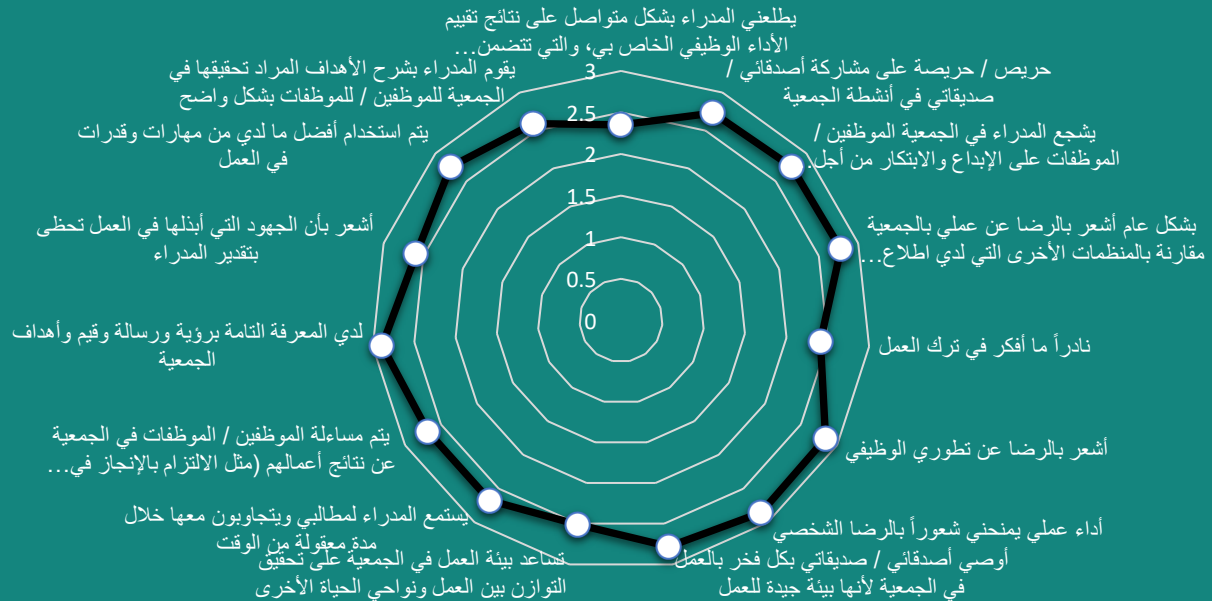 يطلعني المدراء بشكل متواصل على نتائج تقييم
الأداء الوظيفي الخاص بي، والتي تتضمن...
حريص / حريصة على مشاركة أصدقائي /
صديقاتي في أنشطة الجمعية
يشجع المدراء في الجمعية الموظفين /
الموظفات على الإبداع والابتكار من أجل...
بشكل عام أشعر بالرضا عن عملي بالجمعية
مقارنة بالمنظمات الأخرى التي لدي اطلاع...
نادراً ما أفكر في ترك العمل
أشعر بالرضا عن تطوري الوظيفي
أداء عملي يمنحني شعوراً بالرضا الشخصي
أوصي أصدقائي / صديقاتي بكل فخر بالعمل
في الجمعية لأنها بيئة جيدة للعمل
تساعد بيئة العمل في الجمعية على تحقيق
التوازن بين العمل ونواحي الحياة الأخرى
يستمع المدراء لمطالبي ويتجاوبون معها خلال
مدة معقولة من الوقت
يتم مساءلة الموظفين / الموظفات في الجمعية
عن نتائج أعمالهم (مثل الالتزام بالإنجاز في...
لدي المعرفة التامة برؤية ورسالة وقيم وأهداف
الجمعية
أشعر بأن الجهود التي أبذلها في العمل تحظى
بتقدير المدراء
يتم استخدام أفضل ما لدي من مهارات وقدرات
في العمل
يقوم المدراء بشرح الأهداف المراد تحقيقها في
الجمعية للموظفين / للموظفات بشكل واضح
3
2.5
2
1.5
1
0.5
0